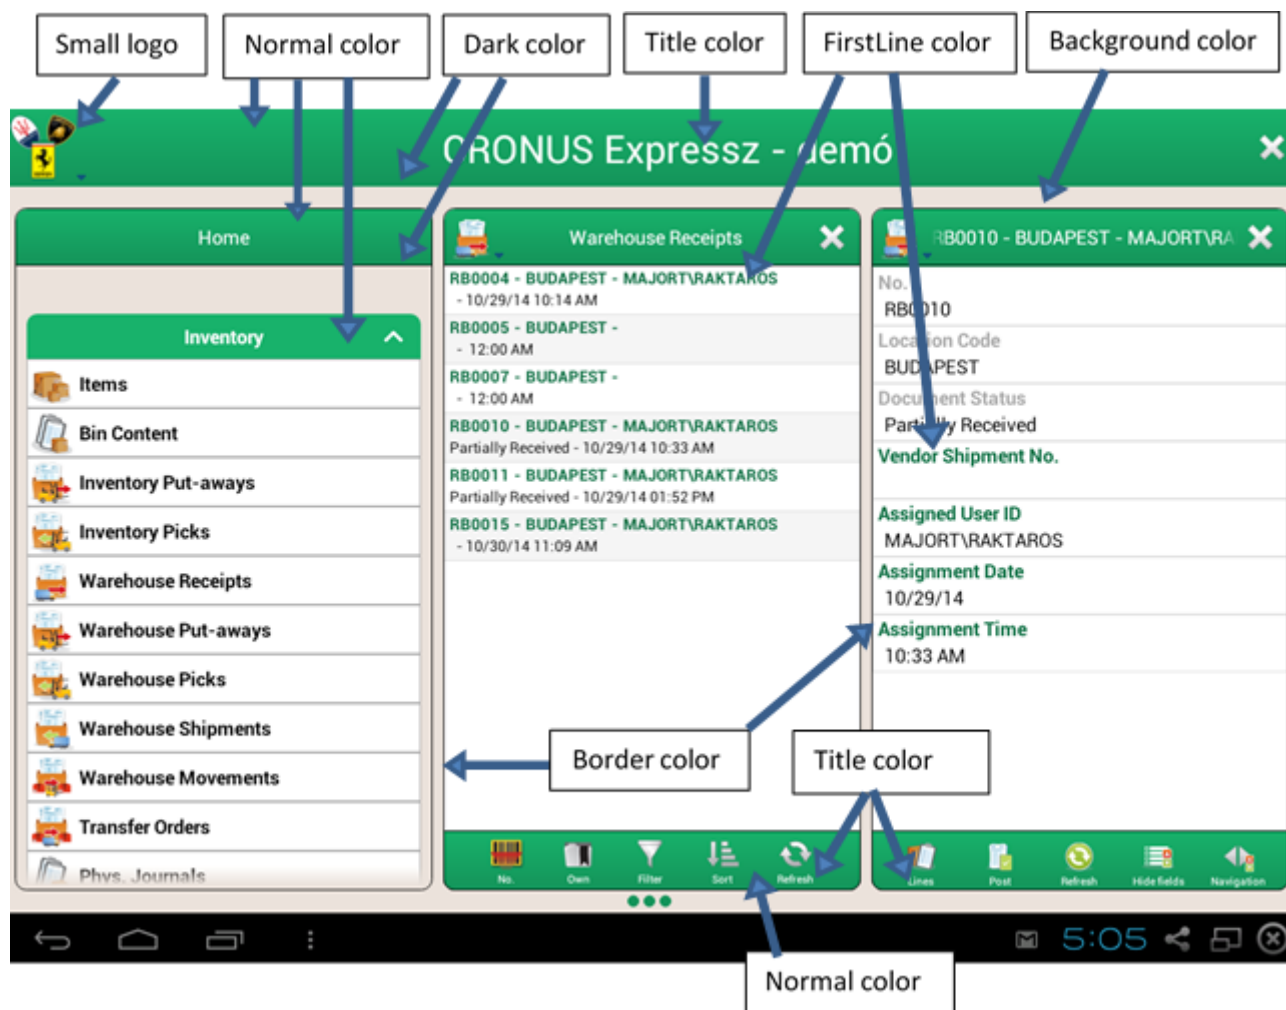 Small logo
Normal color
Dark color
Title color
FirstLine color
Background color
CRONUS Expressz - demó
Home
Inventory
Items
Bin Content
Inventory Put-aways
Inventory Picks
Warehouse Receipts
Warehouse Put-aways
Warehouse Picks
Warehouse Shipments
Warehouse Movements
Transfer Orders
Phys. Journals
Warehouse Receipts
RB0004 - BUDAPEST - MAJORT\RAKTAROS
- 10/29/14 10:14 AM
RB0005 - BUDAPEST -
- 12:00 AM
RB0007 - BUDAPEST -
- 12:00 AM
RB0010 - BUDAPEST - MAJORT\RAKTAROS
Partially Received - 10/29/14 10:33 AM
RB0011 - BUDAPEST - MAJORT\RAKTAROS
Partially Received - 10/29/14 01:52 PM
RB0015 - BUDAPEST - MAJORT\RAKTAROS
- 10/30/14 11:09 AM
No.
Own
Filter
Sort
Refresh
RB0010 - BUDAPEST - MAJORT\RA
No.
RB0010
Location Code
BUDAPEST
Document Status
Partially Received
Vendor Shipment No.
Assigned User ID
MAJORT\RAKTAROS
Assignment Date
10/29/14
Assignment Time
10:33 AM
Border color
Title color
Lines
Post
Refresh
Hide fields
Navigation
5:05
Normal color